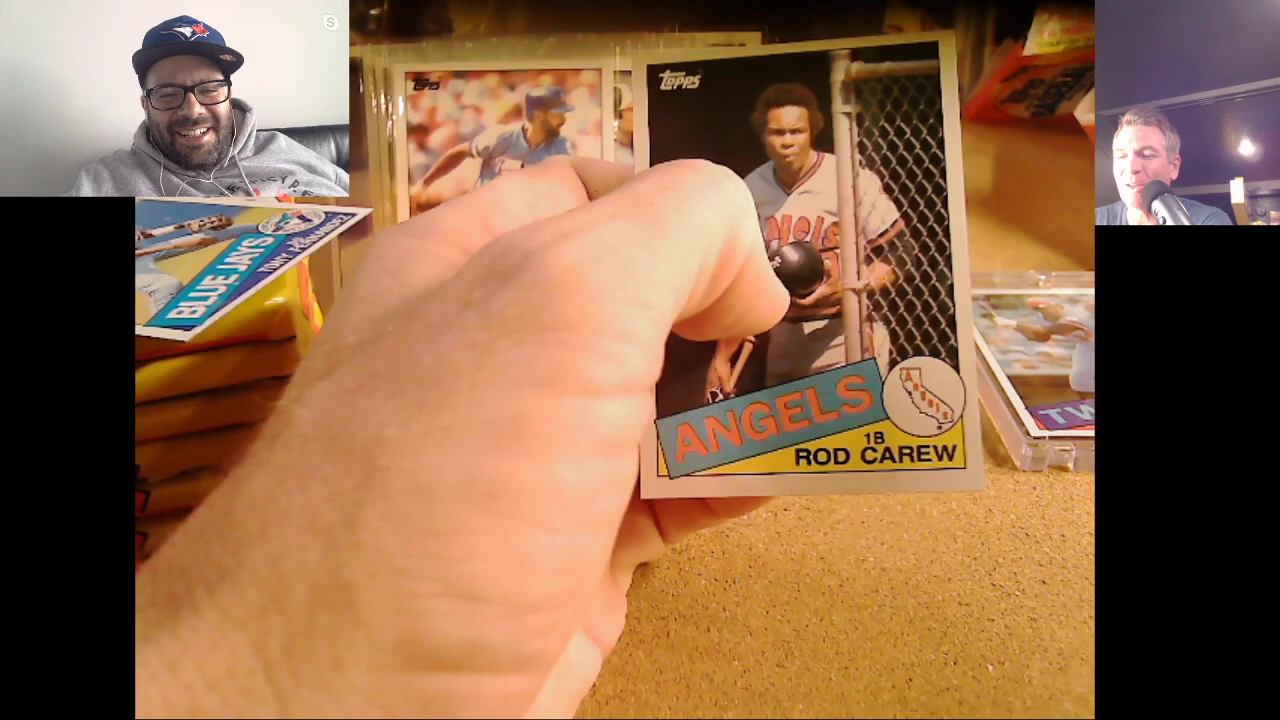 S
Topps
Topps
BLUE JAYS
TONY FERNANDEZ
Angels
ANGELS
1B
ROD CAREW
TW